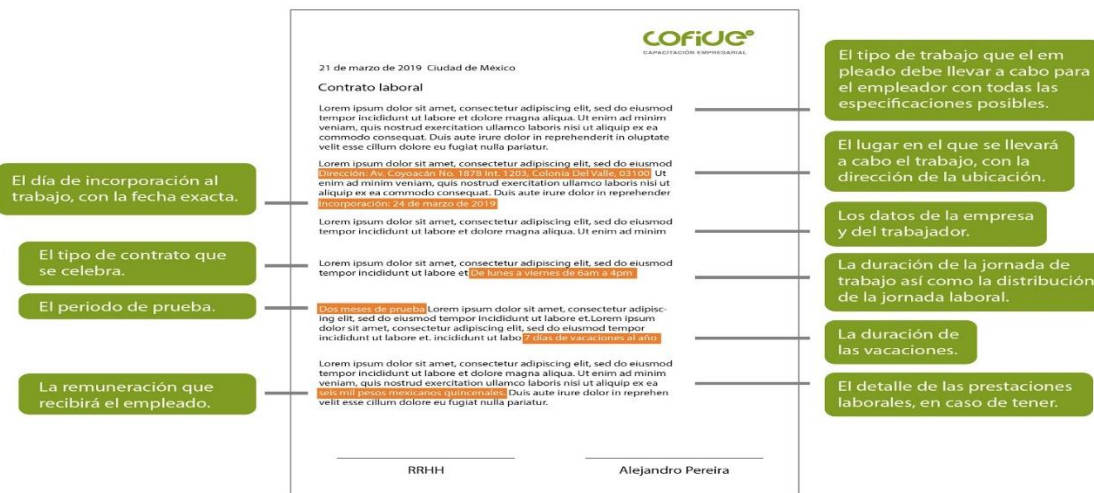 COFIDE
CAPACITACIÓN EMPRESARIAL
21 de marzo de 2019 Ciudad de México
Contrato laboral
Lorem ipsum dolor sit amet, consectetur adipiscing elit, sed do eiusmod
tempor incididunt ut labore et dolore magna aliqua. Ut enim ad minim
veniam, quis nostrud exercitation ullamco laboris nisi ut aliquip ex ea
commodo consequat. Duis aute irure dolor in reprehenderit in oluptate
velit esse cillum dolore eu fugiat nulla pariatur.
Lorem ipsum dolor sit amet, consectetur adipiscing elit, sed do eiusmod
Dirección: Av. Coyoacán No. 1878 Int. 1203, Colonia Del Valle, 03100 Ut
enim ad minim veniam, quis nostrud exercitation ullamco laboris nisi ut
aliquip ex ea commodo consequat. Duis aute irure dolor in reprehender
Incorporación: 24 de marzo de 2019
Lorem ipsum dolor sit amet, consectetur adipiscing elit, sed do eiusmod
tempor incididunt ut labore et dolore magna aliqua. Ut enim ad minim
Lorem ipsum dolor sit amet, consectetur adipiscing elit, sed do eiusmod
tempor incididunt ut labore et De lunes a viernes de 6am a 4pm
Dos meses de prueba Lorem ipsum dolor sit amet, consectetur adipisc-
ing elit, sed do eiusmod tempor incididunt ut labore et.Lorem ipsum
dolor sit amet, consectetur adipiscing elit, sed do eiusmod tempor
incididunt ut labore et. incididunt ut labo 7 días de vacaciones al año
Lorem ipsum dolor sit amet, consectetur adipiscing elit, sed do eiusmod
tempor incididunt ut labore et dolore magna aliqua. Ut enim ad minim
veniam, quis nostrud exercitation ullamco laboris nisi ut aliquip ex ea
seis mil pesos mexicanos quincenales. Duis aute irure dolor in reprehen
velit esse cillum dolore eu fugiat nulla pariatur.
RRHH
Alejandro Pereira
El día de incorporación al
trabajo, con la fecha exacta.
El tipo de contrato que
se celebra.
El periodo de prueba.
La remuneración que
recibirá el empleado.
El tipo de trabajo que el em
pleado debe llevar a cabo para
el empleador con todas las
especificaciones posibles.
El lugar en el que se llevará
a cabo el trabajo, con la
dirección de la ubicación.
Los datos de la empresa
y del trabajador.
La duración de la jornada de
trabajo así como la distribución
de la jornada laboral.
La duración de
las vacaciones.
El detalle de las prestaciones
laborales, en caso de tener.